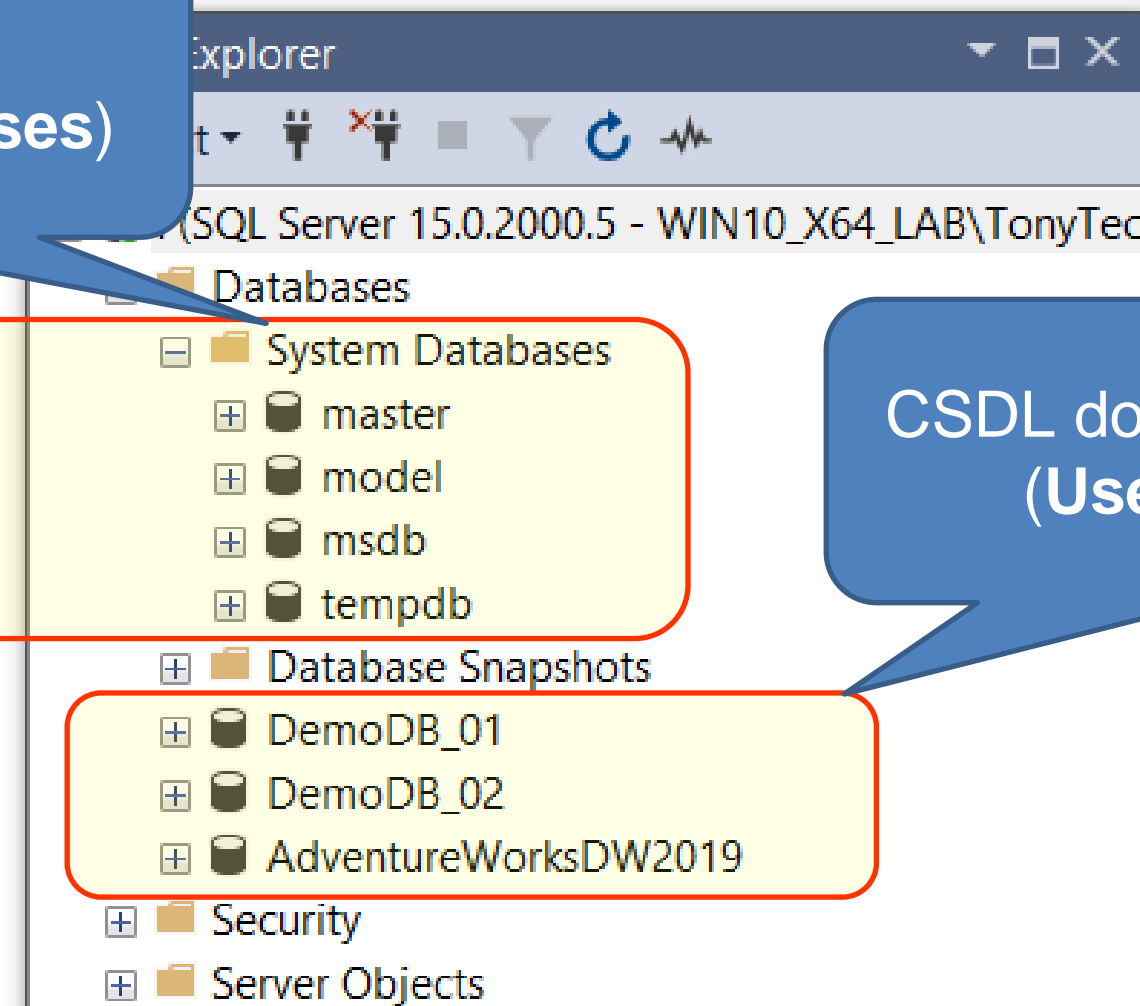 Explorer
ses)
t
(SQL Server 15.0.2000.5 - WIN10_X64_LAB\TonyTec
Databases
System Databases
master
model
msdb
tempdb
CSDL do
(Use
Database Snapshots
DemoDB_01
DemoDB_02
AdventureWorksDW2019
Security
Server Objects